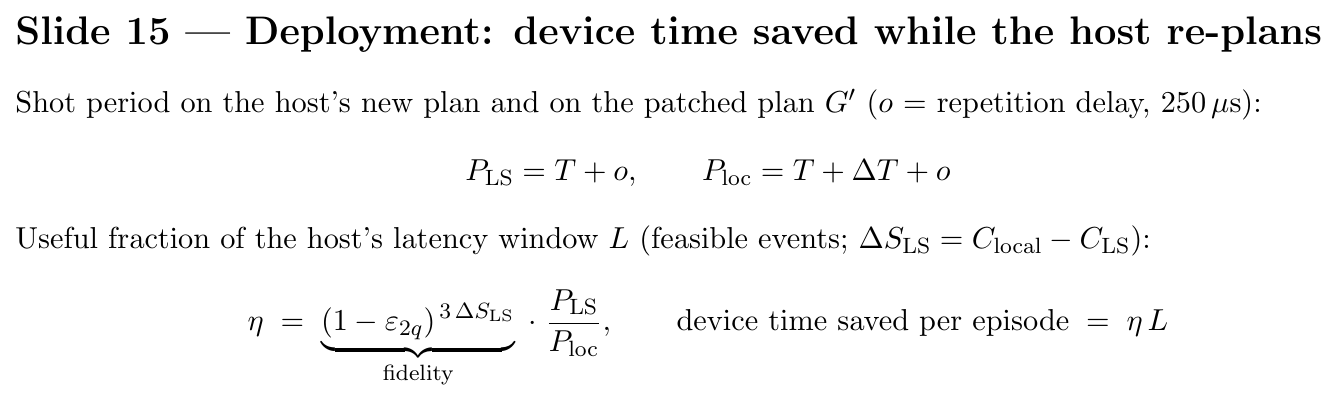 Slide 15 — Deployment: device time saved while the host re-plans
Shot period on the host's new plan and on the patched plan G′ (o = repetition delay, 250 μs):
P_LS = T + o, P_loc = T + ΔT + o
Useful fraction of the host's latency window L (feasible events; ΔS_LS = C_local − C_LS):
η = (1 − ε_2q)^{3 ΔS_LS} · P_LS / P_loc, device time saved per episode = η L
fidelity